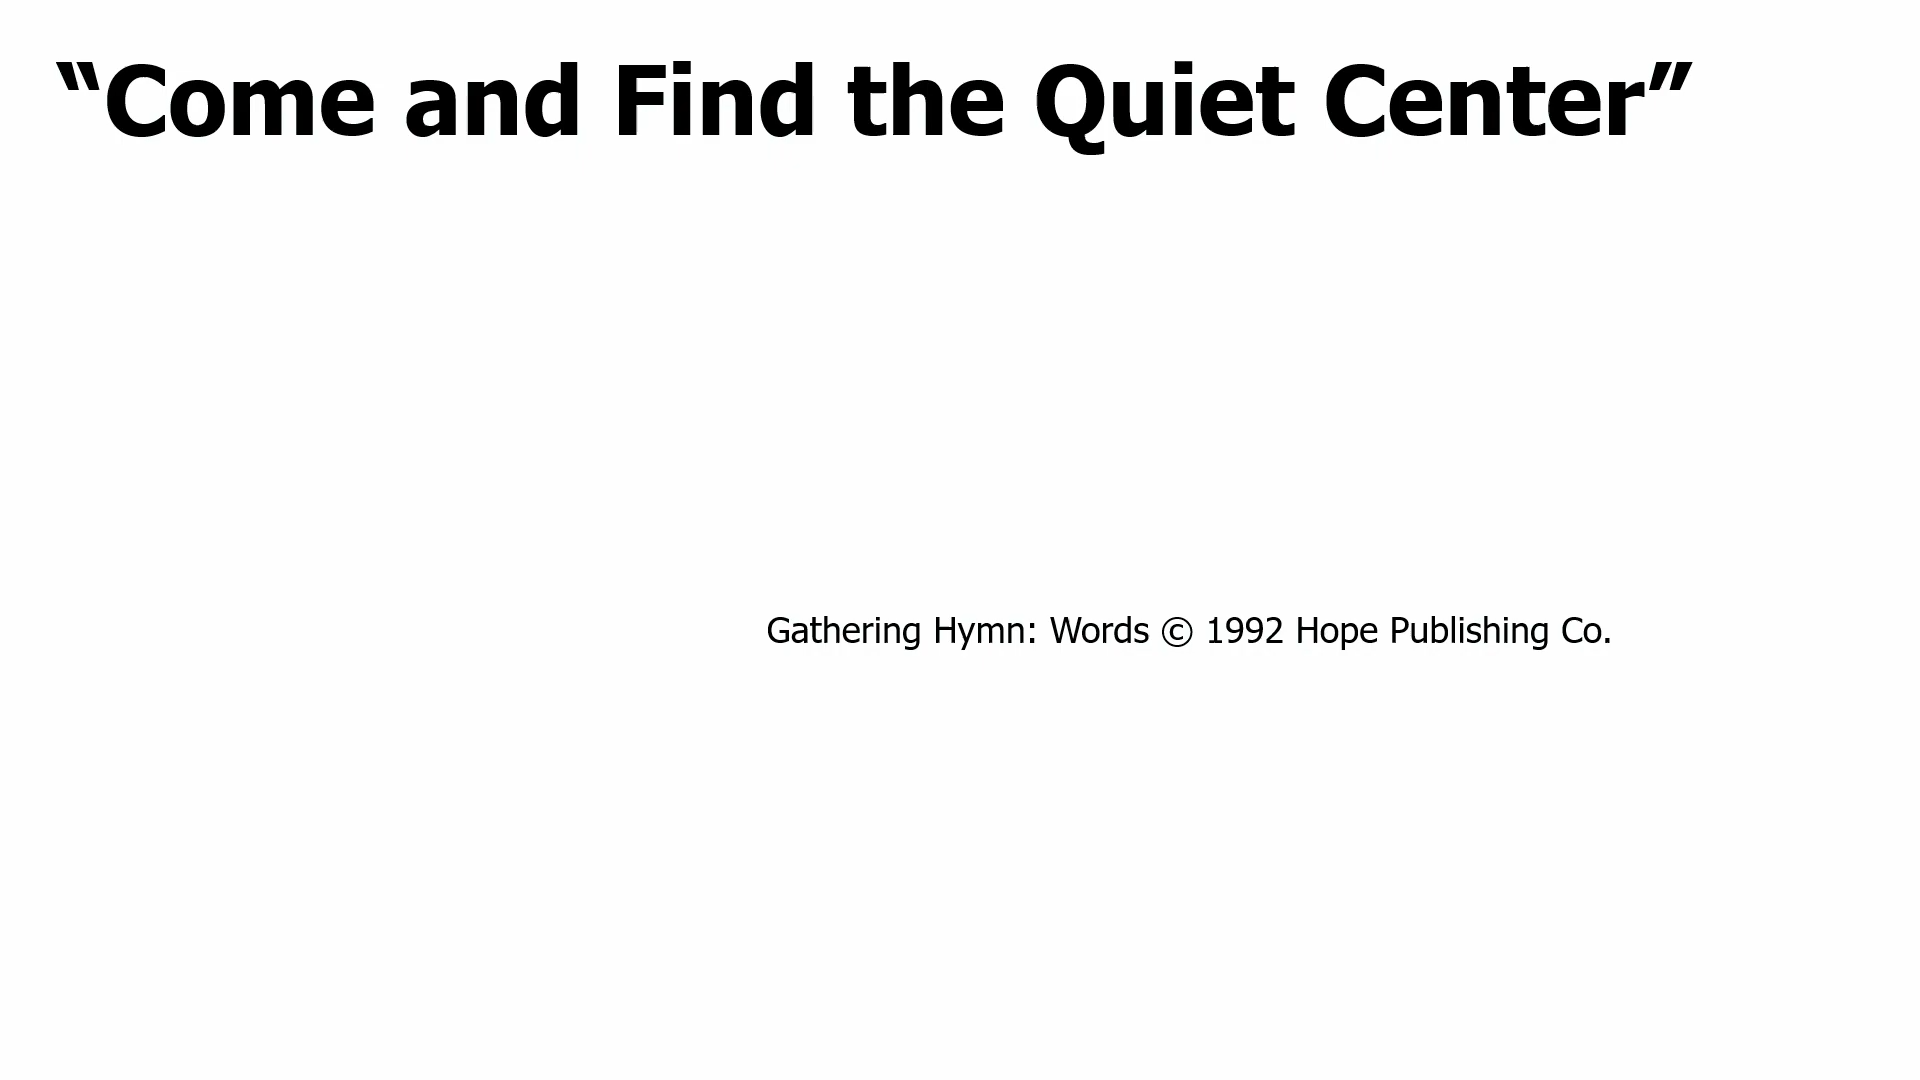 “Come and Find the Quiet Center”
Gathering Hymn: Words © 1992 Hope Publishing Co.